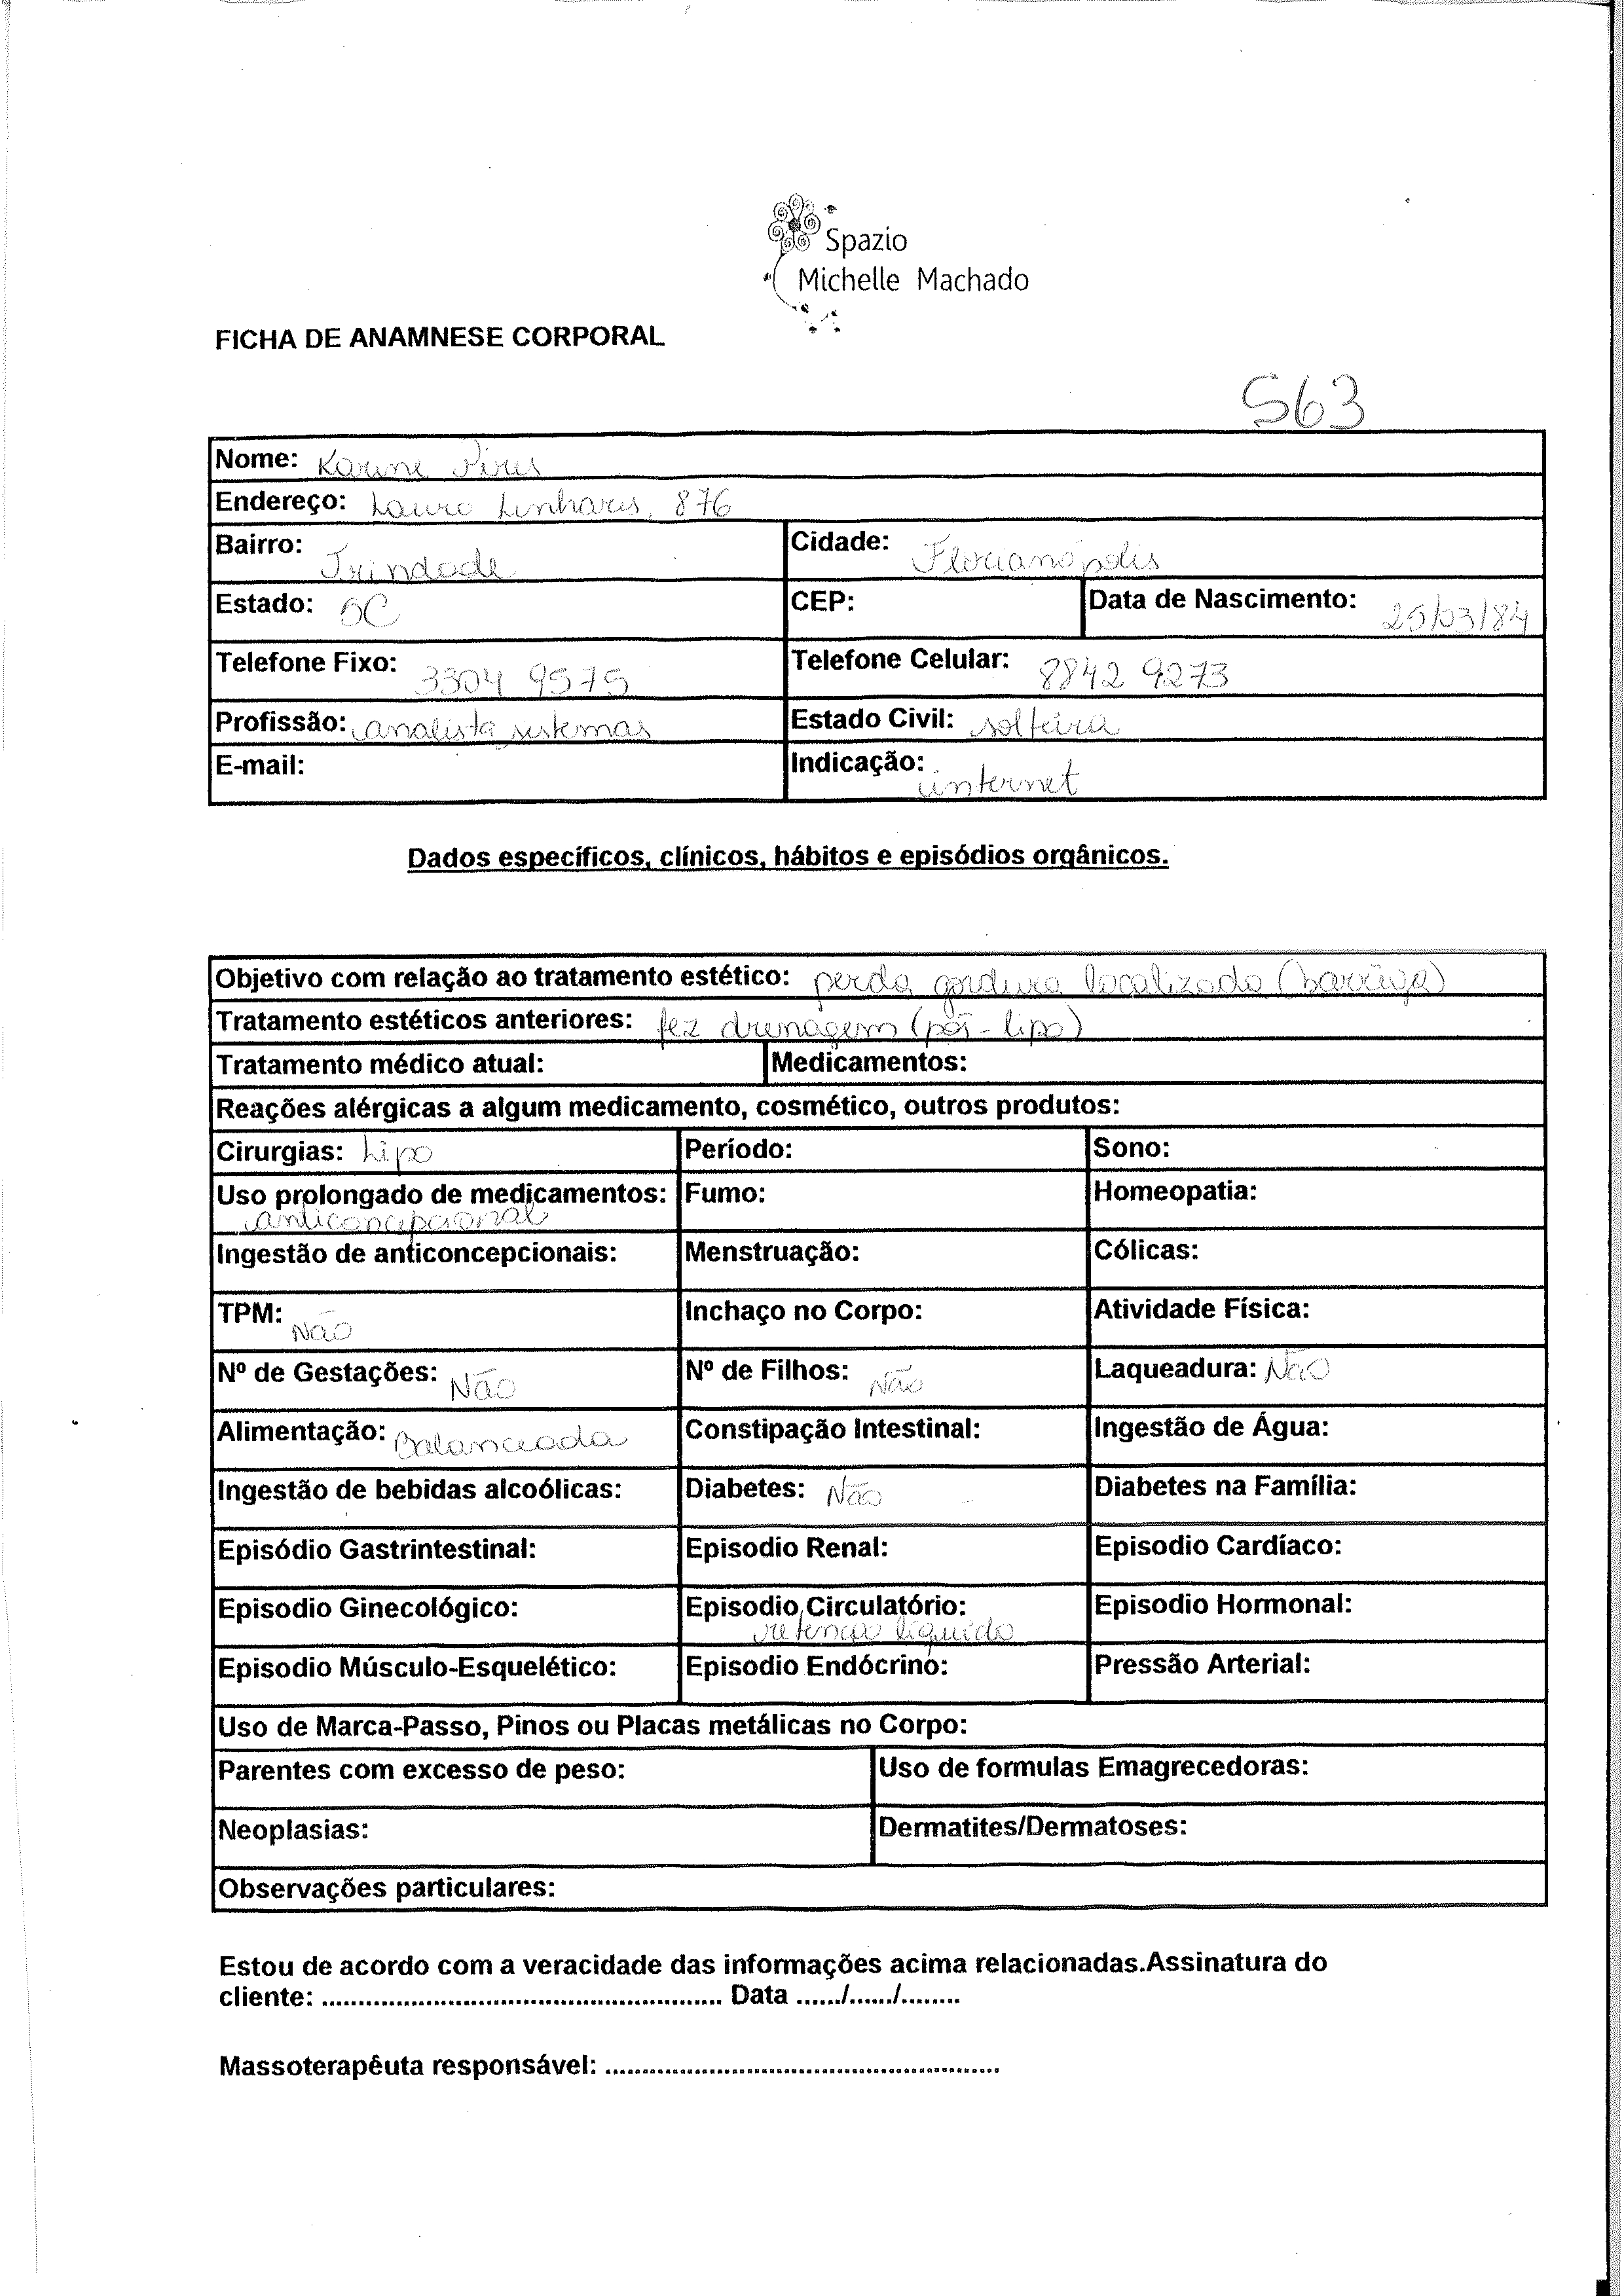 Spazio
Michelle Machado
FICHA DE ANAMNESE CORPORAL
563
Nome: Karine Pires
Endereço: Lauro Linhares, 876
Bairro: Trindade Cidade: Florianópolis
Estado: SC CEP: Data de Nascimento: 25/03/84
Telefone Fixo: 3304 9575 Telefone Celular: 8842 9273
Profissão: analista sistemas Estado Civil: solteira
E-mail: Indicação: internet
Dados específicos, clínicos, hábitos e episódios orgânicos.
Objetivo com relação ao tratamento estético: perda gordura localizada (barriga)
Tratamento estéticos anteriores: fez drenagem (pós-lipo)
Tratamento médico atual: Medicamentos:
Reações alérgicas a algum medicamento, cosmético, outros produtos:
Cirurgias: Lipo Período: Sono:
Uso prolongado de medicamentos: Fumo: Homeopatia:
anticoncepcional
Ingestão de anticoncepcionais: Menstruação: Cólicas:
TPM: Não Inchaço no Corpo: Atividade Física:
Nº de Gestações: Não Nº de Filhos: Não Laqueadura: Não
Alimentação: Balanceada Constipação Intestinal: Ingestão de Água:
Ingestão de bebidas alcoólicas: Diabetes: Não Diabetes na Família:
Episódio Gastrintestinal: Episodio Renal: Episodio Cardíaco:
Episodio Ginecológico: Episodio Circulatório: Episodio Hormonal:
retenção líquido
Episodio Músculo-Esquelético: Episodio Endócrino: Pressão Arterial:
Uso de Marca-Passo, Pinos ou Placas metálicas no Corpo:
Parentes com excesso de peso: Uso de formulas Emagrecedoras:
Neoplasias: Dermatites/Dermatoses:
Observações particulares:
Estou de acordo com a veracidade das informações acima relacionadas.Assinatura do
cliente: ...................................................... Data ....../....../........
Massoterapêuta responsável: .....................................................